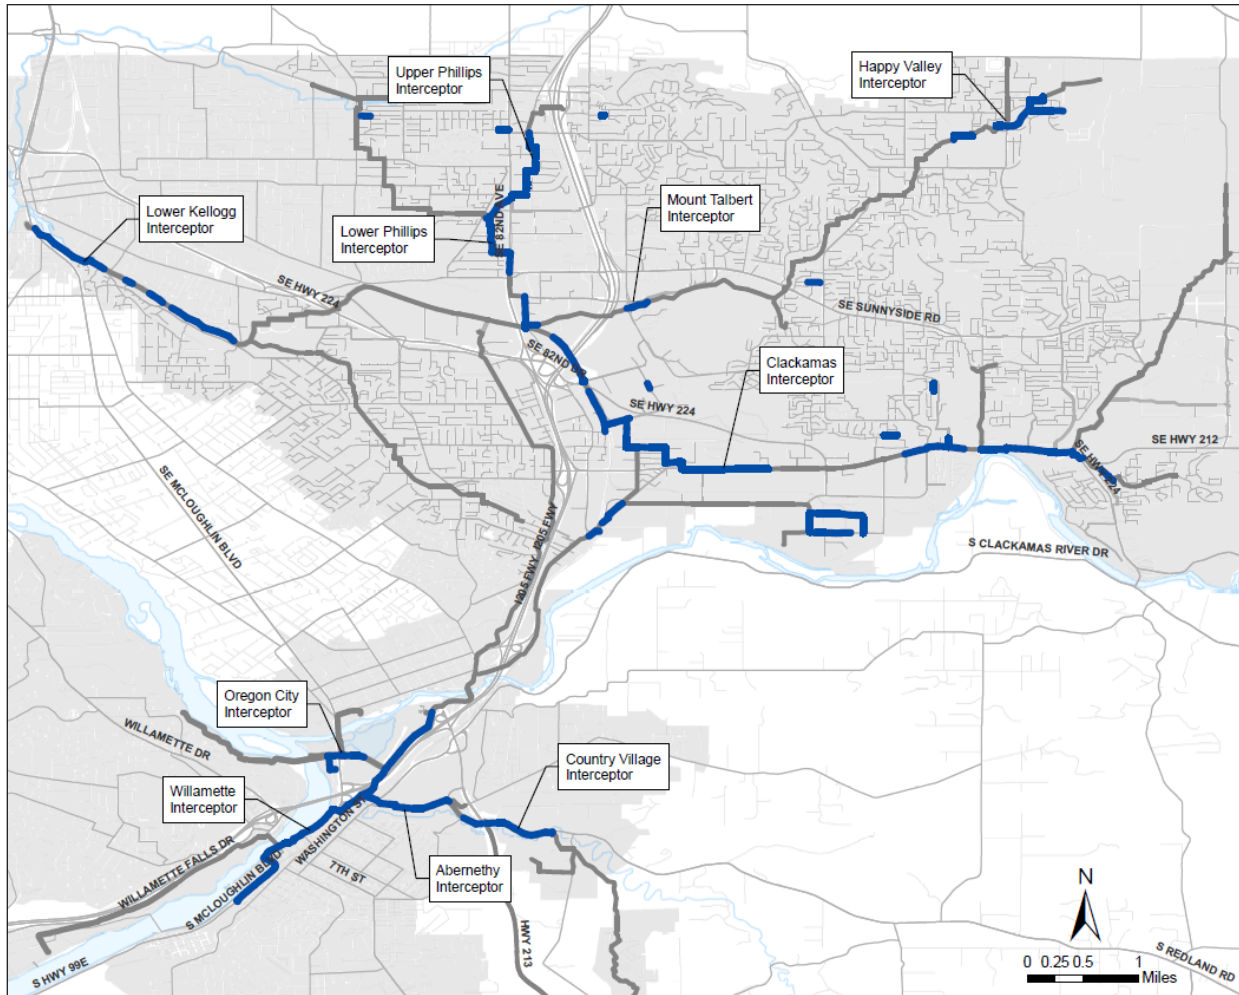 Upper Phillips
Interceptor
Happy Valley
Interceptor
Mount Talbert
Interceptor
Lower Kellogg
Interceptor
Lower Phillips
Interceptor
SE 82ND AVE
SE HWY 224
SE SUNNYSIDE RD
SE 82ND DR
Clackamas
Interceptor
SE HWY 224
SE HWY 212
SE HWY 224
SE MCLOUGHLIN BLVD
I205 FWY
I205 FWY
S CLACKAMAS RIVER DR
Oregon City
Interceptor
WILLAMETTE DR
Country Village
Interceptor
Willamette
Interceptor
WASHINGTON ST
WILLAMETTE FALLS DR
7TH ST
Abernethy
Interceptor
S MCLOUGHLIN BLVD
HWY 213
S HWY 99E
N
S REDLAND RD
0 0.25 0.5 1
Miles